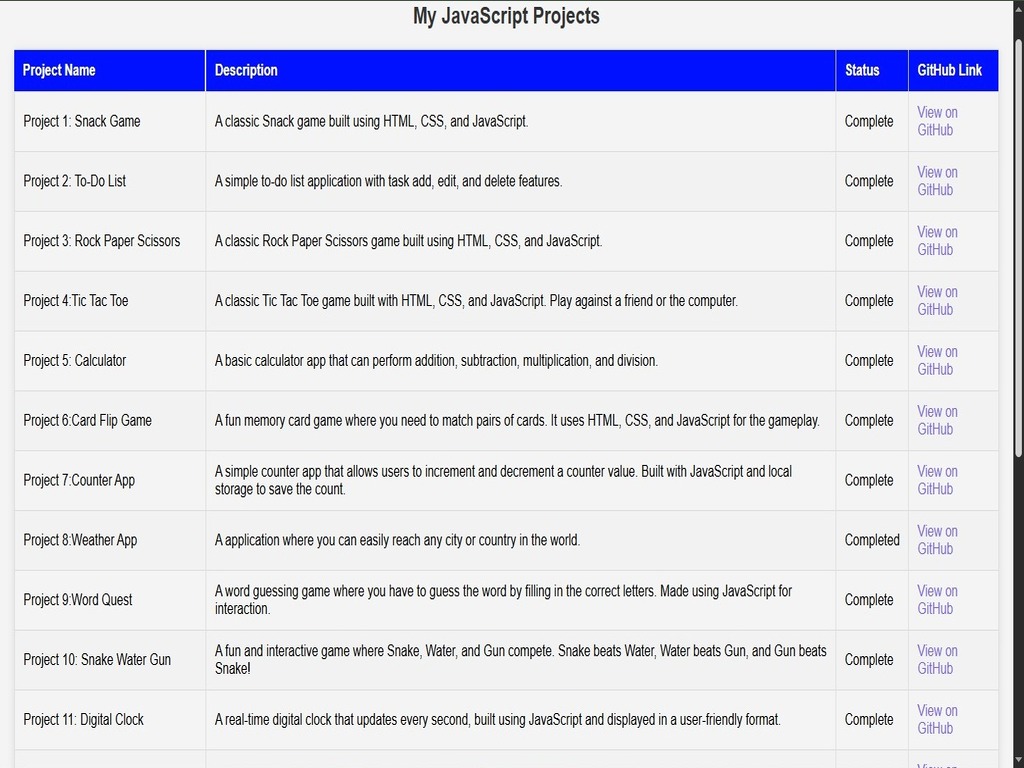 My JavaScript Projects
Project Name Description Status GitHub Link
Project 1: Snack Game A classic Snack game built using HTML, CSS, and JavaScript. Complete View on
GitHub
Project 2: To-Do List A simple to-do list application with task add, edit, and delete features. Complete View on
GitHub
Project 3: Rock Paper Scissors A classic Rock Paper Scissors game built using HTML, CSS, and JavaScript. Complete View on
GitHub
Project 4:Tic Tac Toe A classic Tic Tac Toe game built with HTML, CSS, and JavaScript. Play against a friend or the computer. Complete View on
GitHub
Project 5: Calculator A basic calculator app that can perform addition, subtraction, multiplication, and division. Complete View on
GitHub
Project 6:Card Flip Game A fun memory card game where you need to match pairs of cards. It uses HTML, CSS, and JavaScript for the gameplay. Complete View on
GitHub
Project 7:Counter App A simple counter app that allows users to increment and decrement a counter value. Built with JavaScript and local
storage to save the count. Complete View on
GitHub
Project 8:Weather App A application where you can easily reach any city or country in the world. Completed View on
GitHub
Project 9:Word Quest A word guessing game where you have to guess the word by filling in the correct letters. Made using JavaScript for
interaction. Complete View on
GitHub
Project 10: Snake Water Gun A fun and interactive game where Snake, Water, and Gun compete. Snake beats Water, Water beats Gun, and Gun beats
Snake! Complete View on
GitHub
Project 11: Digital Clock A real-time digital clock that updates every second, built using JavaScript and displayed in a user-friendly format. Complete View on
GitHub